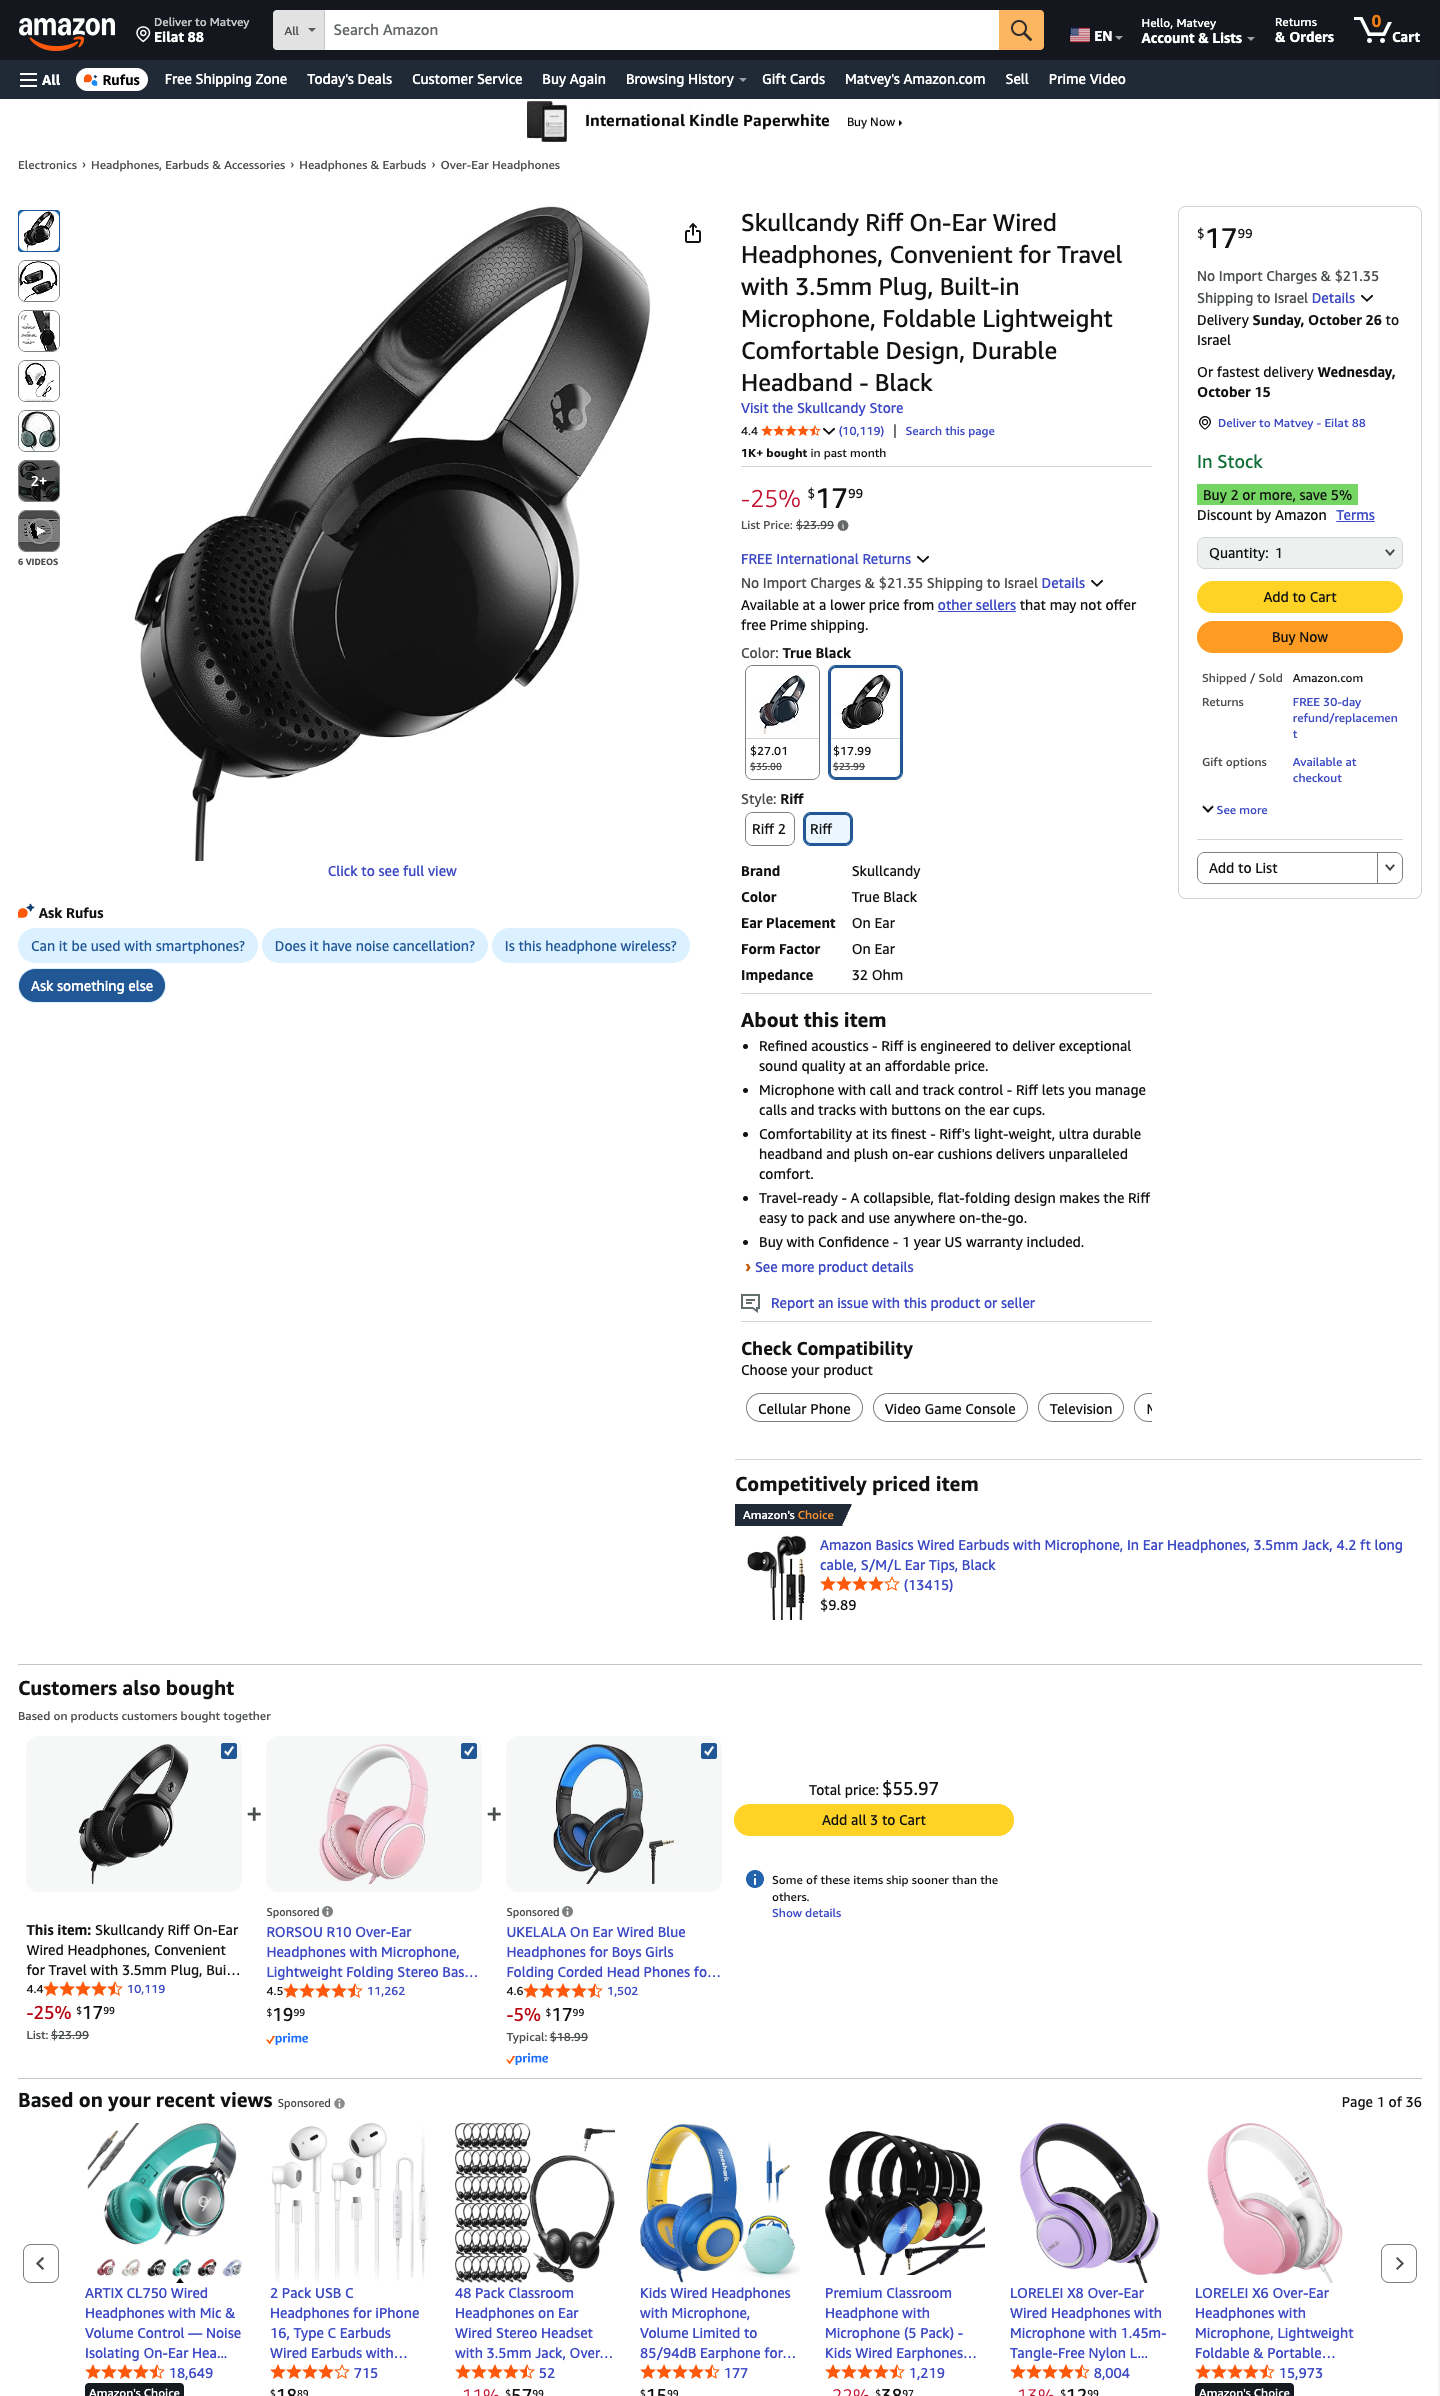 amazon
Deliver to Matvey
Eilat 88
All
Search Amazon
EN
Hello, Matvey
Account & Lists
Returns
& Orders
0
Cart
All
Rufus
Free Shipping Zone
Today's Deals
Customer Service
Buy Again
Browsing History
Gift Cards
Matvey's Amazon.com
Sell
Prime Video
International Kindle Paperwhite
Buy Now
Electronics › Headphones, Earbuds & Accessories › Headphones & Earbuds › Over-Ear Headphones
2+
6 VIDEOS
Click to see full view
Ask Rufus
Can it be used with smartphones?
Does it have noise cancellation?
Is this headphone wireless?
Ask something else
Skullcandy Riff On-Ear Wired
Headphones, Convenient for Travel
with 3.5mm Plug, Built-in
Microphone, Foldable Lightweight
Comfortable Design, Durable
Headband - Black
Visit the Skullcandy Store
4.4 (10,119) | Search this page
1K+ bought in past month
-25% $17 99
List Price: $23.99
FREE International Returns
No Import Charges & $21.35 Shipping to Israel Details
Available at a lower price from other sellers that may not offer
free Prime shipping.
Color: True Black
$27.01
$35.00
$17.99
$23.99
Style: Riff
Riff 2
Riff
Brand Skullcandy
Color True Black
Ear Placement On Ear
Form Factor On Ear
Impedance 32 Ohm
About this item
• Refined acoustics - Riff is engineered to deliver exceptional
sound quality at an affordable price.
• Microphone with call and track control - Riff lets you manage
calls and tracks with buttons on the ear cups.
• Comfortability at its finest - Riff's light-weight, ultra durable
headband and plush on-ear cushions delivers unparalleled
comfort.
• Travel-ready - A collapsible, flat-folding design makes the Riff
easy to pack and use anywhere on-the-go.
• Buy with Confidence - 1 year US warranty included.
› See more product details
Report an issue with this product or seller
Check Compatibility
Choose your product
Cellular Phone
Video Game Console
Television
$17 99
No Import Charges & $21.35
Shipping to Israel Details
Delivery Sunday, October 26 to
Israel
Or fastest delivery Wednesday,
October 15
Deliver to Matvey - Eilat 88
In Stock
Buy 2 or more, save 5%
Discount by Amazon Terms
Quantity: 1
Add to Cart
Buy Now
Shipped / Sold Amazon.com
Returns FREE 30-day
refund/replacemen
t
Gift options Available at
checkout
See more
Add to List
Competitively priced item
Amazon's Choice
Amazon Basics Wired Earbuds with Microphone, In Ear Headphones, 3.5mm Jack, 4.2 ft long
cable, S/M/L Ear Tips, Black
(13415)
$9.89
Customers also bought
Based on products customers bought together
+
+
This item: Skullcandy Riff On-Ear
Wired Headphones, Convenient
for Travel with 3.5mm Plug, Bui…
4.4 10,119
-25% $17 99
List: $23.99
Sponsored
RORSOU R10 Over-Ear
Headphones with Microphone,
Lightweight Folding Stereo Bas…
4.5 11,262
$19 99
prime
Sponsored
UKELALA On Ear Wired Blue
Headphones for Boys Girls
Folding Corded Head Phones fo…
4.6 1,502
-5% $17 99
Typical: $18.99
prime
Total price: $55.97
Add all 3 to Cart
Some of these items ship sooner than the
others.
Show details
Based on your recent views Sponsored
Page 1 of 36
ARTIX CL750 Wired
Headphones with Mic &
Volume Control — Noise
Isolating On-Ear Hea…
18,649
Amazon's Choice
2 Pack USB C
Headphones for iPhone
16, Type C Earbuds
Wired Earbuds with…
715
$18 89
48 Pack Classroom
Headphones on Ear
Wired Stereo Headset
with 3.5mm Jack, Over…
52
-11% $57 99
Kids Wired Headphones
with Microphone,
Volume Limited to
85/94dB Earphone for…
177
$15 99
Premium Classroom
Headphone with
Microphone (5 Pack) -
Kids Wired Earphones…
1,219
-22% $38 97
LORELEI X8 Over-Ear
Wired Headphones with
Microphone with 1.45m-
Tangle-Free Nylon L…
8,004
-13% $12 99
LORELEI X6 Over-Ear
Headphones with
Microphone, Lightweight
Foldable & Portable…
15,973
Amazon's Choice